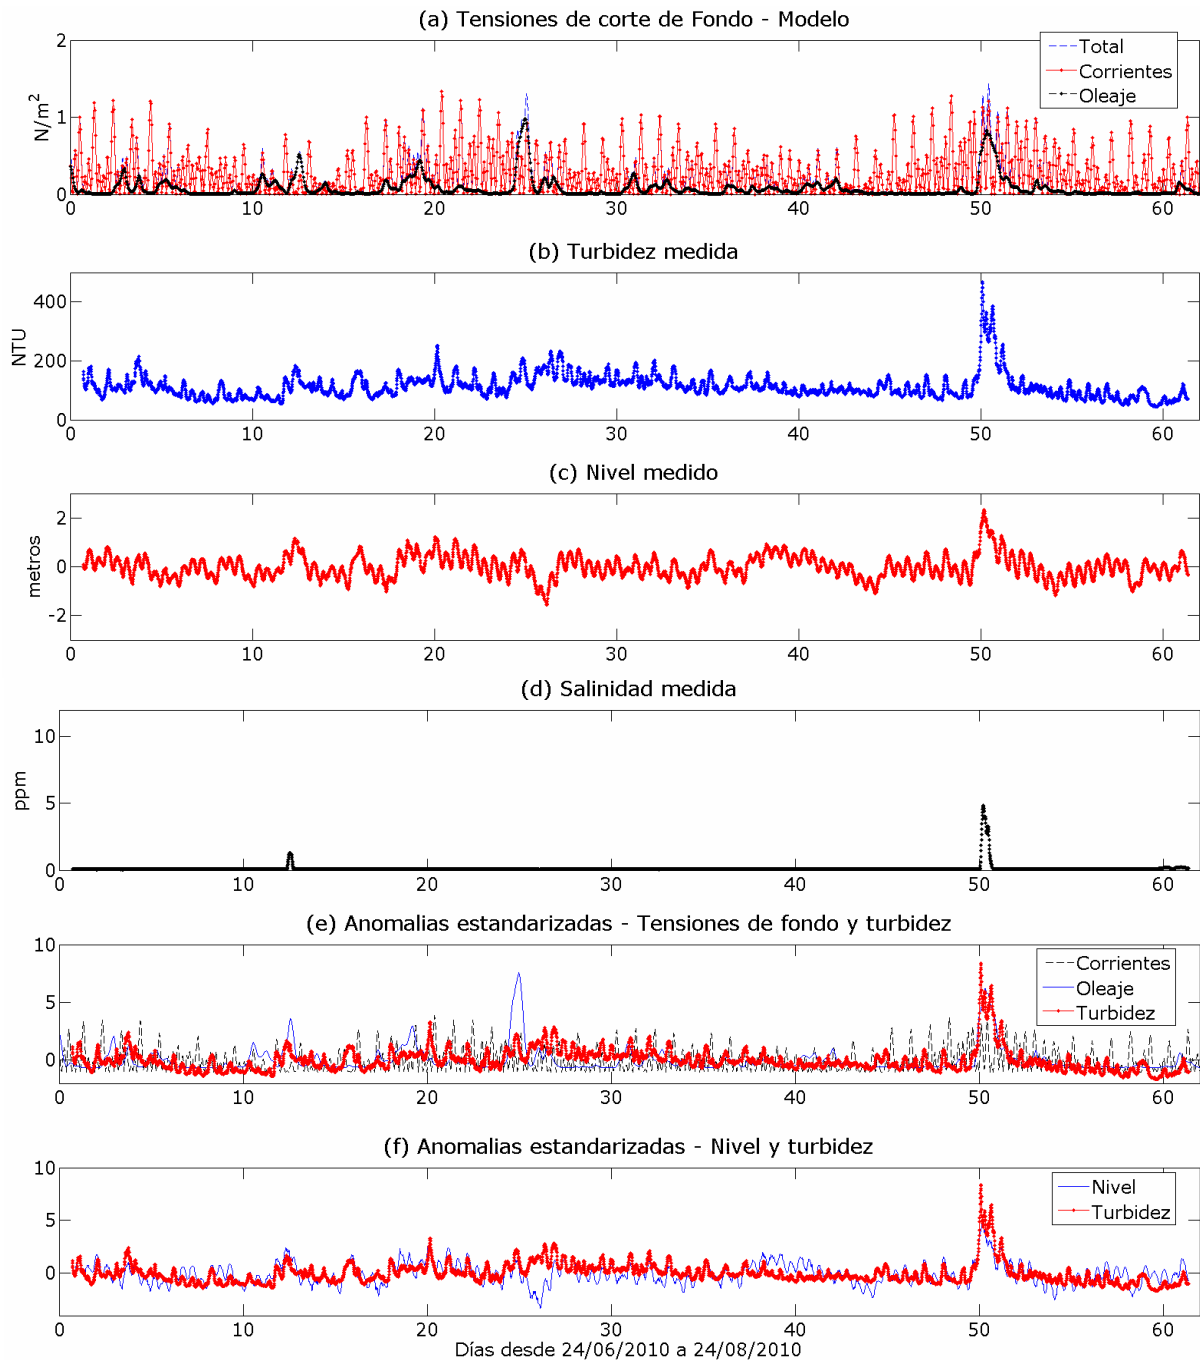 (a) Tensiones de corte de Fondo - Modelo
2
1
0
N/m²
Total
Corrientes
Oleaje
0 10 20 30 40 50 60
(b) Turbidez medida
400
200
0
NTU
0 10 20 30 40 50 60
(c) Nivel medido
2
0
-2
metros
0 10 20 30 40 50 60
(d) Salinidad medida
10
5
0
ppm
0 10 20 30 40 50 60
(e) Anomalias estandarizadas - Tensiones de fondo y turbidez
10
5
0
Corrientes
Oleaje
Turbidez
0 10 20 30 40 50 60
(f) Anomalias estandarizadas - Nivel y turbidez
10
5
0
Nivel
Turbidez
0 10 20 30 40 50 60
Días desde 24/06/2010 a 24/08/2010